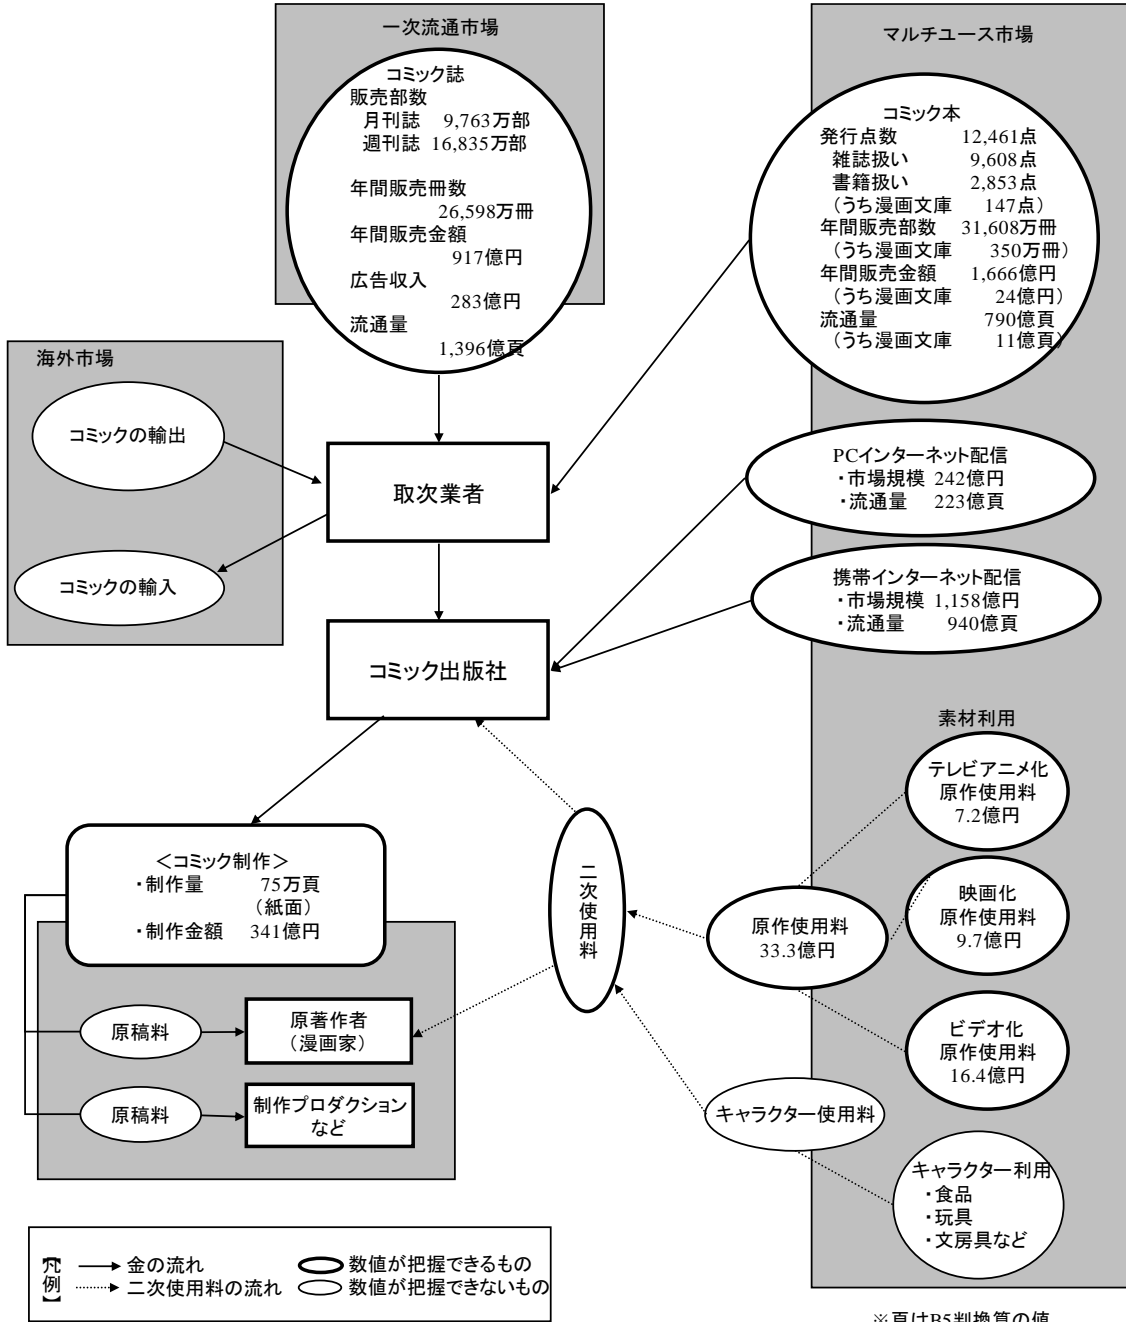 一次流通市場
コミック誌
販売部数
月刊誌 9,763万部
週刊誌 16,835万部
年間販売冊数
26,598万冊
年間販売金額
917億円
広告収入
283億円
流通量
1,396億頁
マルチユース市場
コミック本
発行点数 12,461点
雑誌扱い 9,608点
書籍扱い 2,853点
(うち漫画文庫 147点)
年間販売部数 31,608万冊
(うち漫画文庫 350万冊)
年間販売金額 1,666億円
(うち漫画文庫 24億円)
流通量 790億頁
(うち漫画文庫 11億頁)
海外市場
コミックの輸出
コミックの輸入
取次業者
PCインターネット配信
・市場規模 242億円
・流通量 223億頁
携帯インターネット配信
・市場規模 1,158億円
・流通量 940億頁
コミック出版社
素材利用
テレビアニメ化
原作使用料
7.2億円
映画化
原作使用料
9.7億円
ビデオ化
原作使用料
16.4億円
原作使用料
33.3億円
二次使用料
キャラクター使用料
キャラクター利用
・食品
・玩具
・文房具など
<コミック制作>
・制作量 75万頁
(紙面)
・制作金額 341億円
原稿料
原著作者
(漫画家)
原稿料
制作プロダクション
など
【凡例】
金の流れ
数値が把握できるもの
二次使用料の流れ
数値が把握できないもの
※頁はB5判換算の値